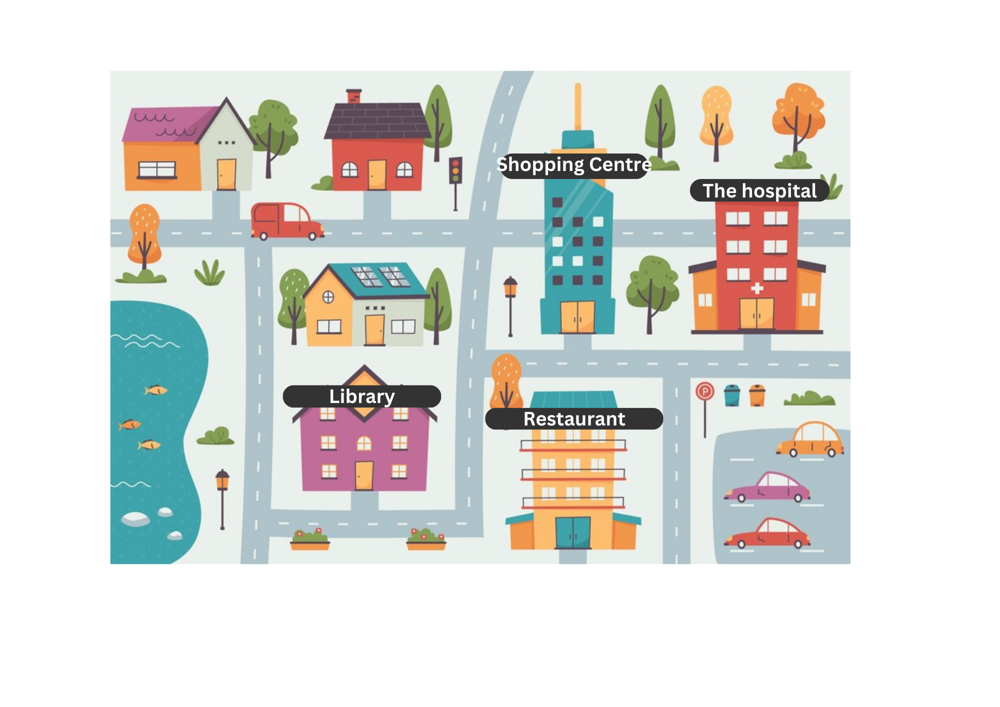 Shopping Centre
The hospital
Library
P
Restaurant